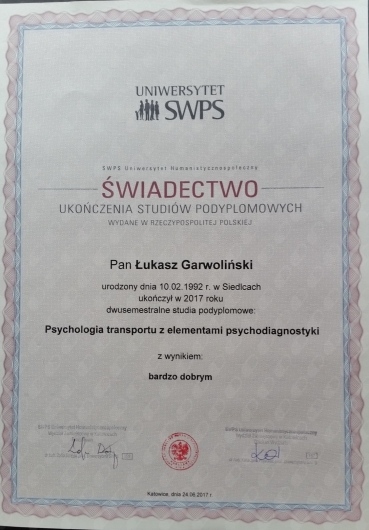 UNIWERSYTET
SWPS
SWPS Uniwersytet Humanistycznospołeczny
ŚWIADECTWO
UKOŃCZENIA STUDIÓW PODYPLOMOWYCH
WYDANE W RZECZYPOSPOLITEJ POLSKIEJ
Pan Łukasz Garwoliński
urodzony dnia 10.02.1992 r. w Siedlcach
ukończył w 2017 roku
dwusemestralne studia podyplomowe:
Psychologia transportu z elementami psychodiagnostyki
z wynikiem:
bardzo dobrym
Katowice, dnia 24.06.2017 r.